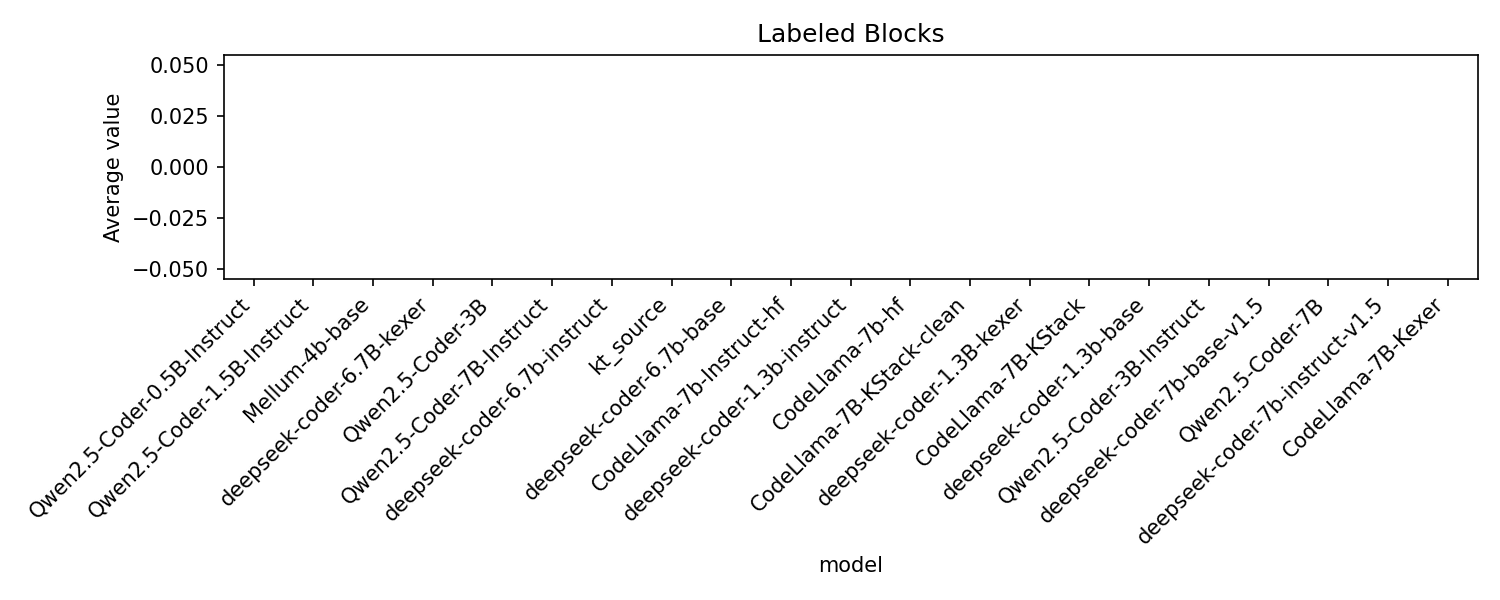 Labeled Blocks
Average value
0.050
0.025
0.000
−0.025
−0.050
Qwen2.5-Coder-0.5B-Instruct
Qwen2.5-Coder-1.5B-Instruct
Mellum-4b-base
deepseek-coder-6.7B-kexer
Qwen2.5-Coder-3B
Qwen2.5-Coder-7B-Instruct
deepseek-coder-6.7b-instruct
kt_source
deepseek-coder-6.7b-base
CodeLlama-7b-Instruct-hf
deepseek-coder-1.3b-instruct
CodeLlama-7b-hf
CodeLlama-7B-KStack-clean
deepseek-coder-1.3B-kexer
CodeLlama-7B-KStack
deepseek-coder-1.3b-base
Qwen2.5-Coder-3B-Instruct
deepseek-coder-7b-base-v1.5
Qwen2.5-Coder-7B
deepseek-coder-7b-instruct-v1.5
CodeLlama-7B-Kexer
model